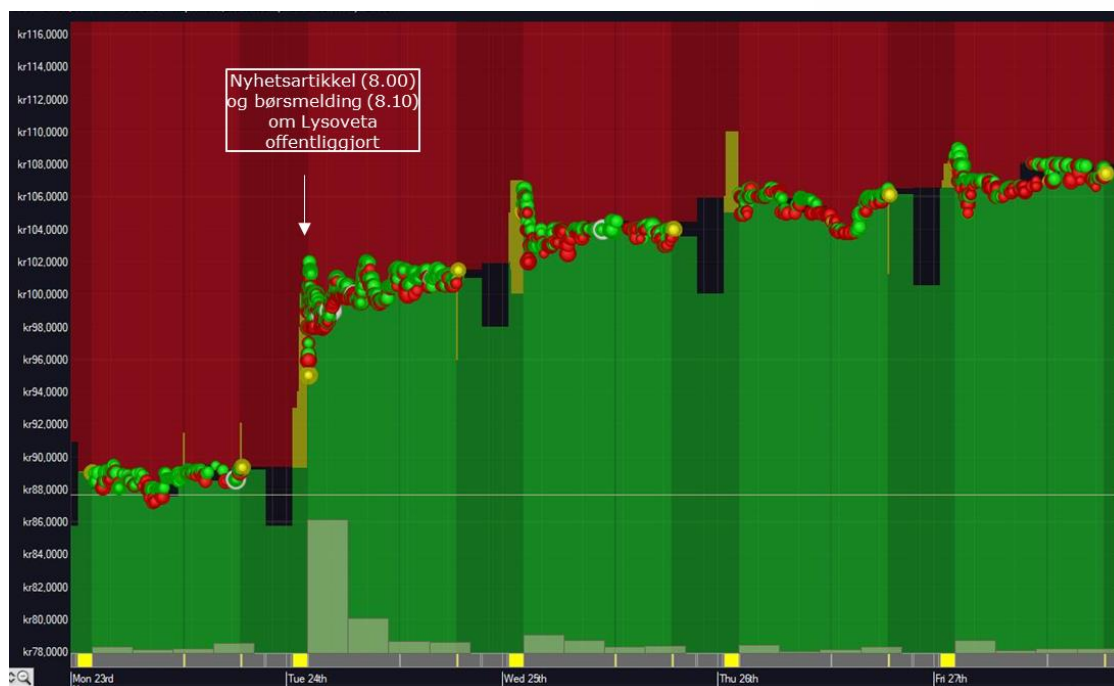 kr116,0000
kr114,0000
kr112,0000
kr110,0000
kr108,0000
kr106,0000
kr104,0000
kr102,0000
kr100,0000
kr98,0000
kr96,0000
kr94,0000
kr92,0000
kr90,0000
kr88,0000
kr86,0000
kr84,0000
kr82,0000
kr80,0000
kr78,0000
Nyhetsartikkel (8.00)
og børsmelding (8.10)
om Lysoveta
offentliggjort
Mon 23rd
Tue 24th
Wed 25th
Thu 26th
Fri 27th